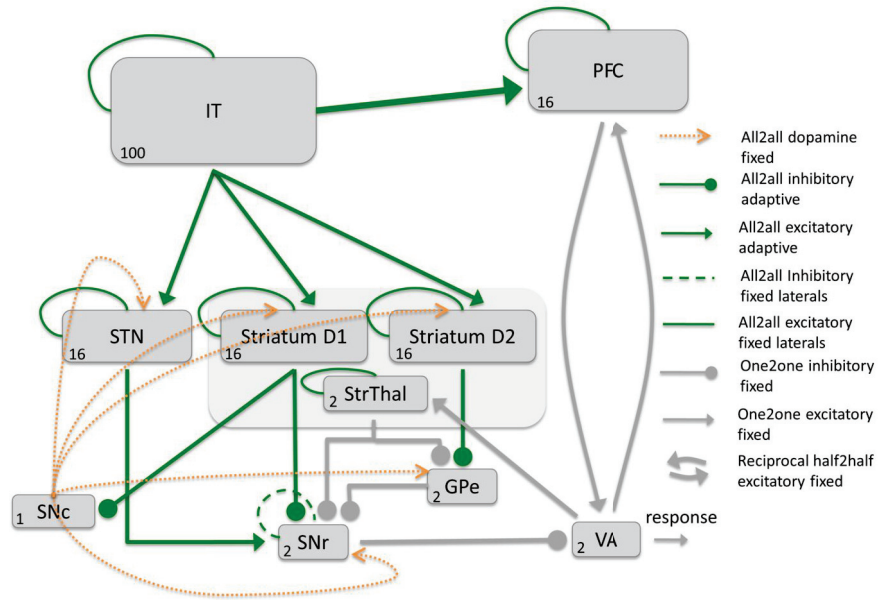 PFC
16
IT
100
All2all dopamine
fixed
All2all inhibitory
adaptive
All2all excitatory
adaptive
All2all Inhibitory
fixed laterals
All2all excitatory
fixed laterals
One2one inhibitory
fixed
One2one excitatory
fixed
Reciprocal half2half
excitatory fixed
STN
16
Striatum D1
16
Striatum D2
16
StrThal
2
GPe
2
SNc
1
SNr
2
VA
2
response